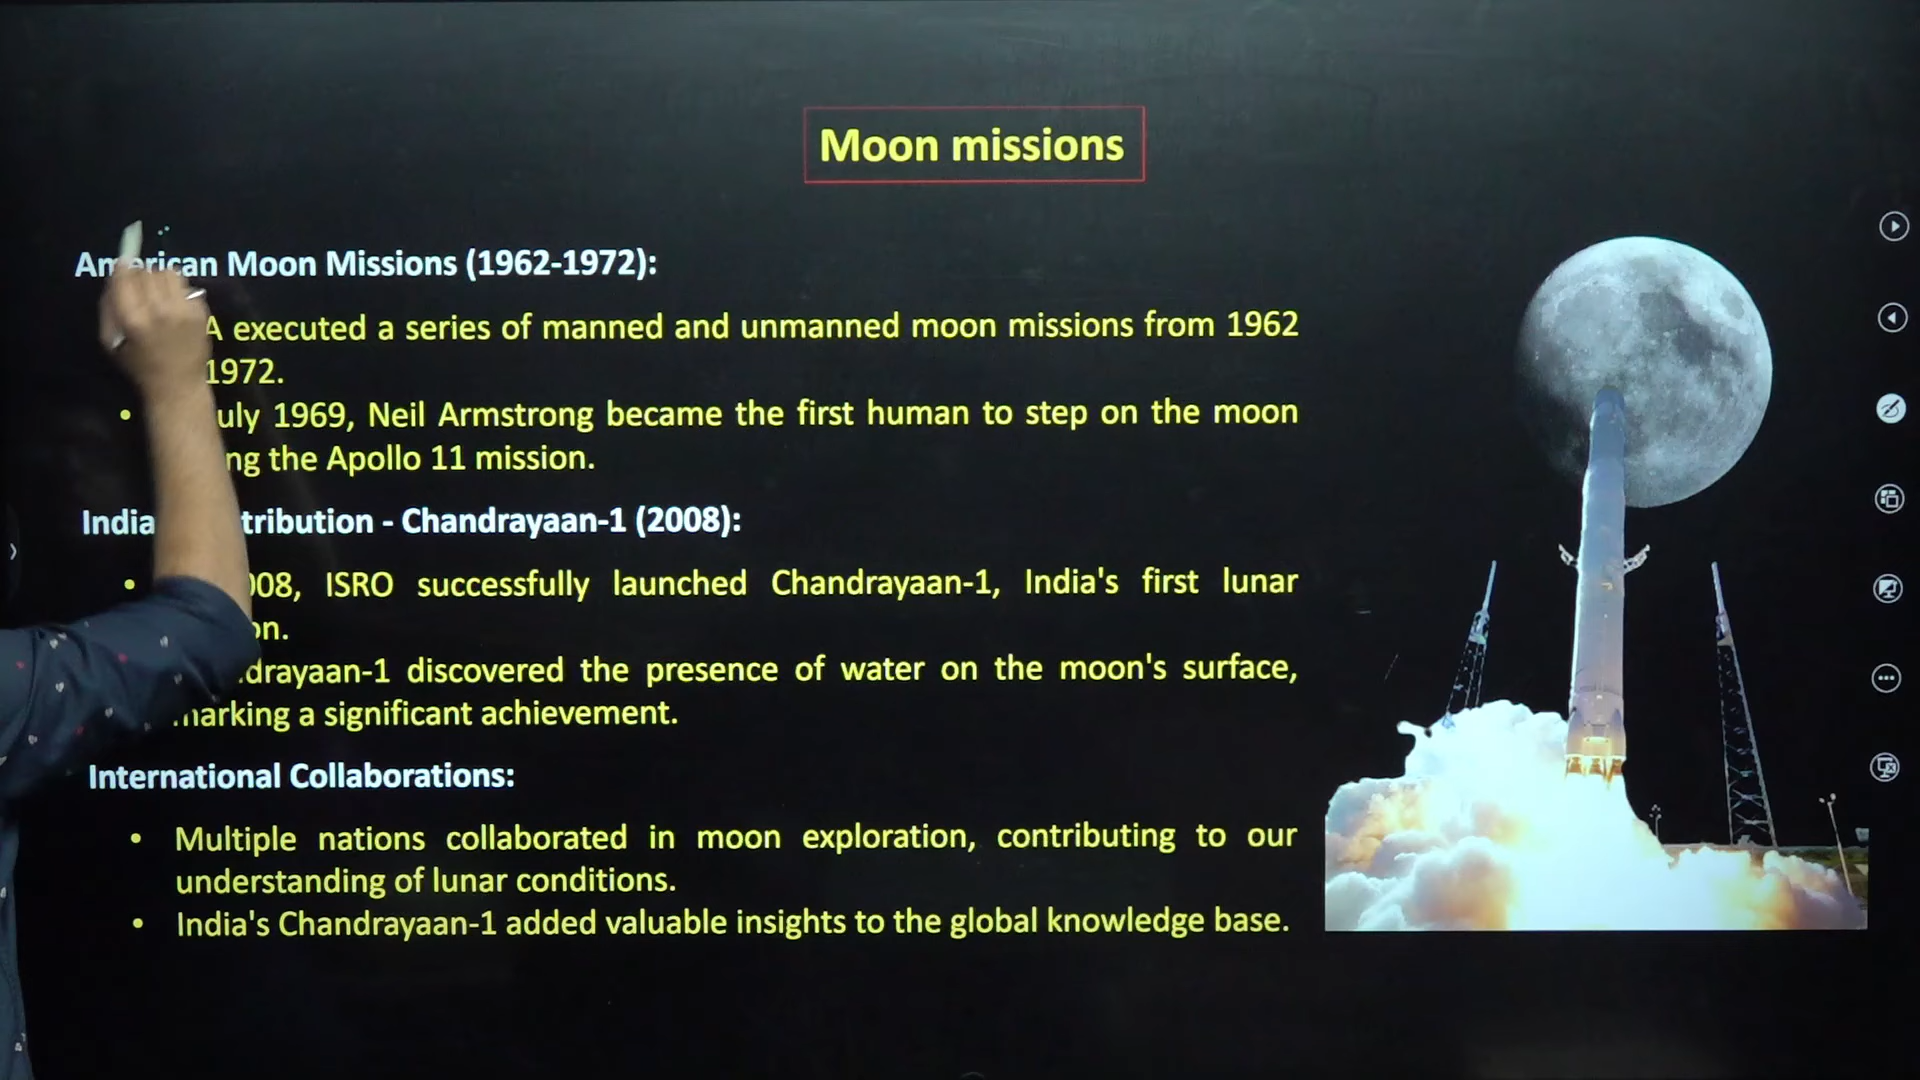 Moon missions
American Moon Missions (1962-1972):
A executed a series of manned and unmanned moon missions from 1962
1972.
• uly 1969, Neil Armstrong became the first human to step on the moon
ng the Apollo 11 mission.
India tribution - Chandrayaan-1 (2008):
• 08, ISRO successfully launched Chandrayaan-1, India's first lunar
on.
drayaan-1 discovered the presence of water on the moon's surface,
marking a significant achievement.
International Collaborations:
• Multiple nations collaborated in moon exploration, contributing to our
understanding of lunar conditions.
• India's Chandrayaan-1 added valuable insights to the global knowledge base.